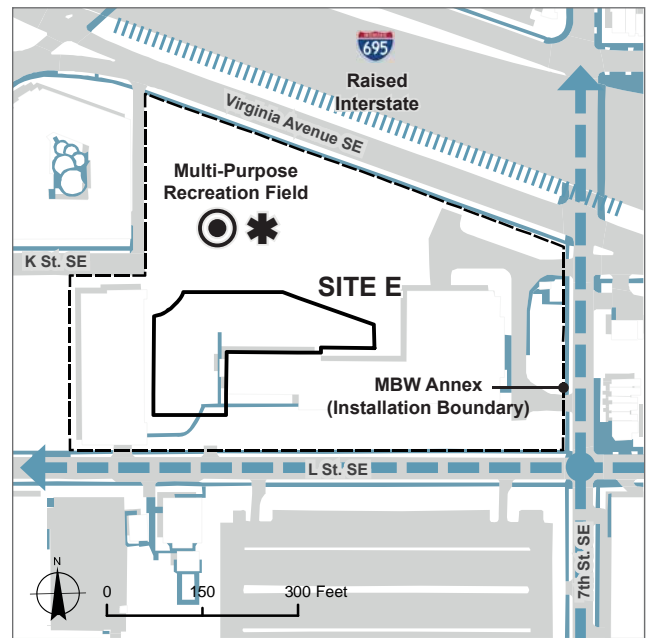 695
Raised
Interstate
Virginia Avenue SE
Multi-Purpose
Recreation Field
K St. SE
SITE E
MBW Annex
(Installation Boundary)
L St. SE
7th St. SE
N
0 150 300 Feet